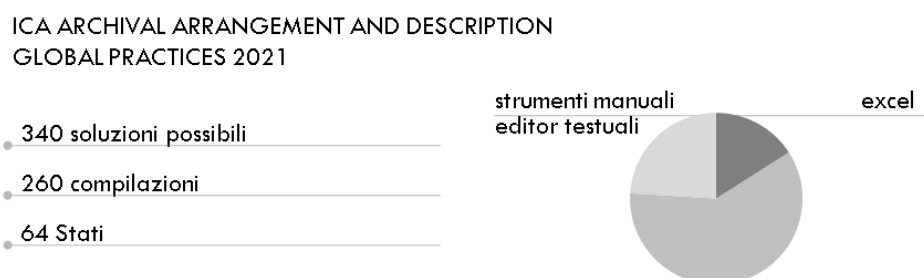 ICA ARCHIVAL ARRANGEMENT AND DESCRIPTION
GLOBAL PRACTICES 2021
340 soluzioni possibili
260 compilazioni
64 Stati
strumenti manuali
editor testuali
excel